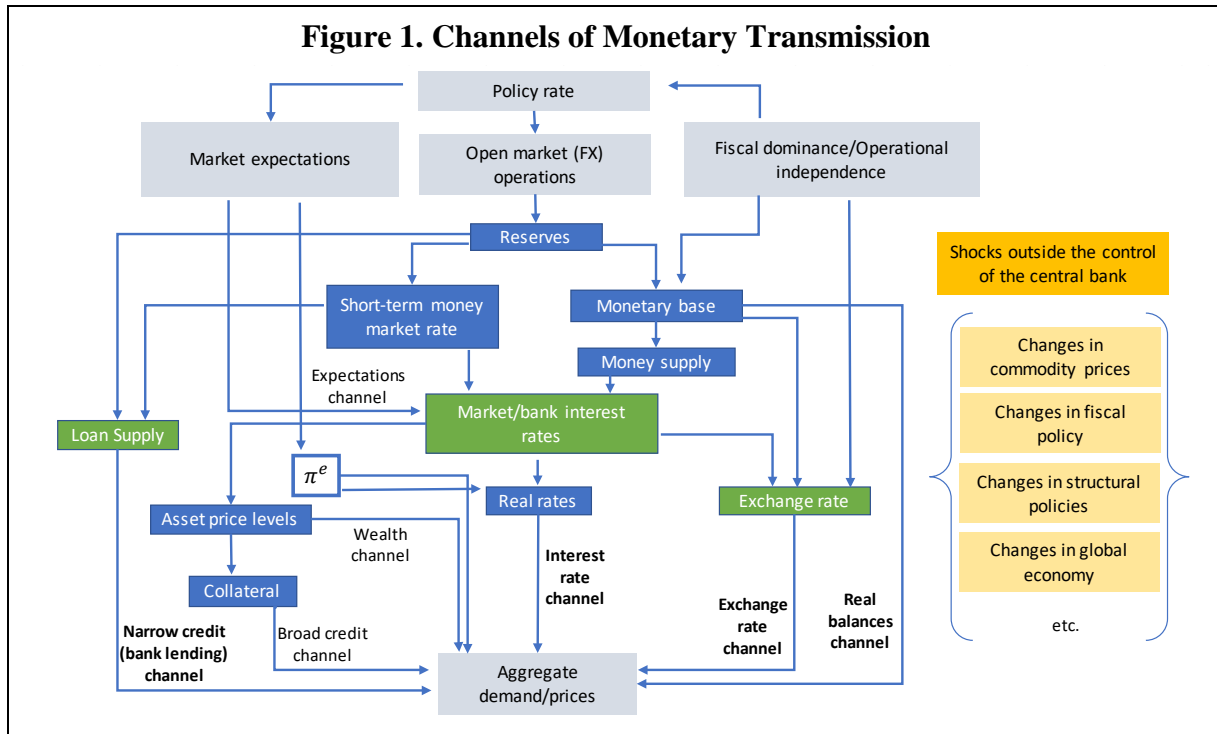 Figure 1. Channels of Monetary Transmission
Policy rate
Market expectations
Open market (FX)
operations
Fiscal dominance/Operational
independence
Reserves
Shocks outside the control
of the central bank
Short-term money
market rate
Monetary base
Money supply
Changes in
commodity prices
Expectations
channel
Market/bank interest
rates
Loan Supply
Changes in fiscal
policy
π^e
Real rates
Exchange rate
Changes in structural
policies
Asset price levels
Wealth
channel
Interest
rate
channel
Changes in global
economy
Collateral
Exchange
rate
channel
Real
balances
channel
etc.
Narrow credit
(bank lending)
channel
Broad credit
channel
Aggregate
demand/prices